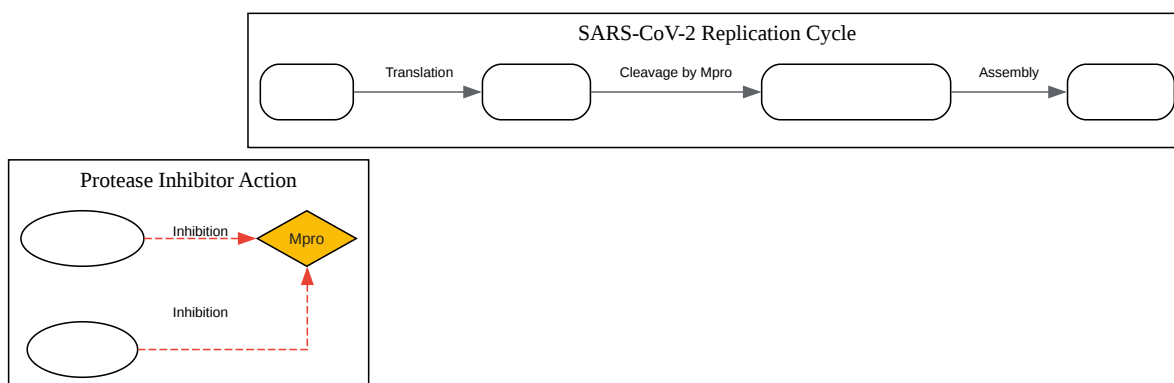 SARS-CoV-2 Replication Cycle
Translation
Cleavage by Mpro
Assembly
Protease Inhibitor Action
Inhibition
Mpro
Inhibition